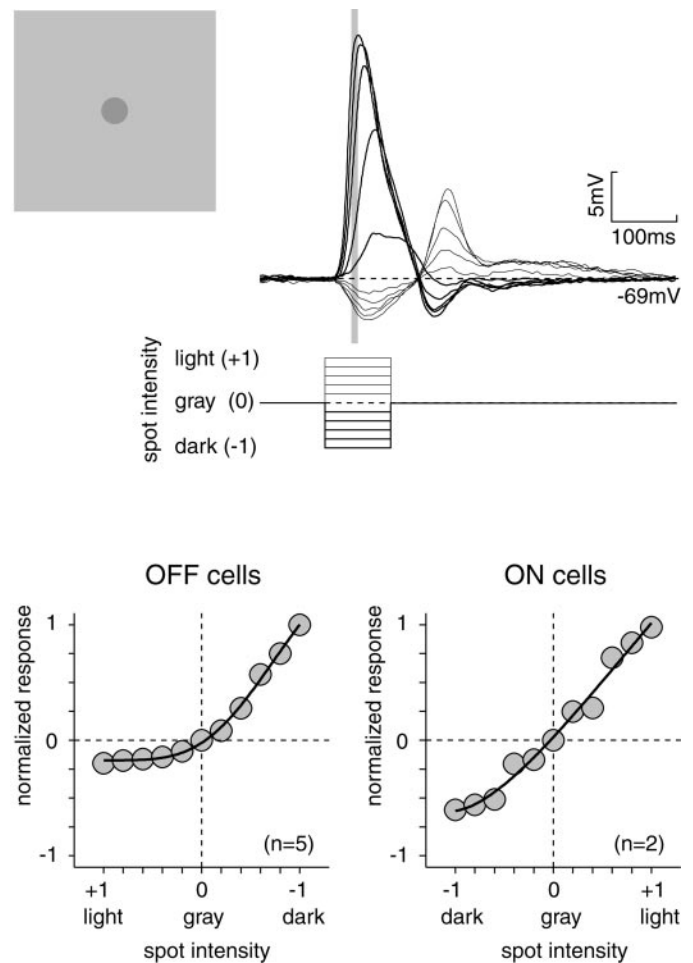 5mV
100ms
-69mV
spot intensity
light (+1)
gray (0)
dark (-1)
OFF cells
normalized response
1
0
-1
(n=5)
+1 0 -1
light gray dark
spot intensity
ON cells
normalized response
1
0
-1
(n=2)
-1 0 +1
dark gray light
spot intensity